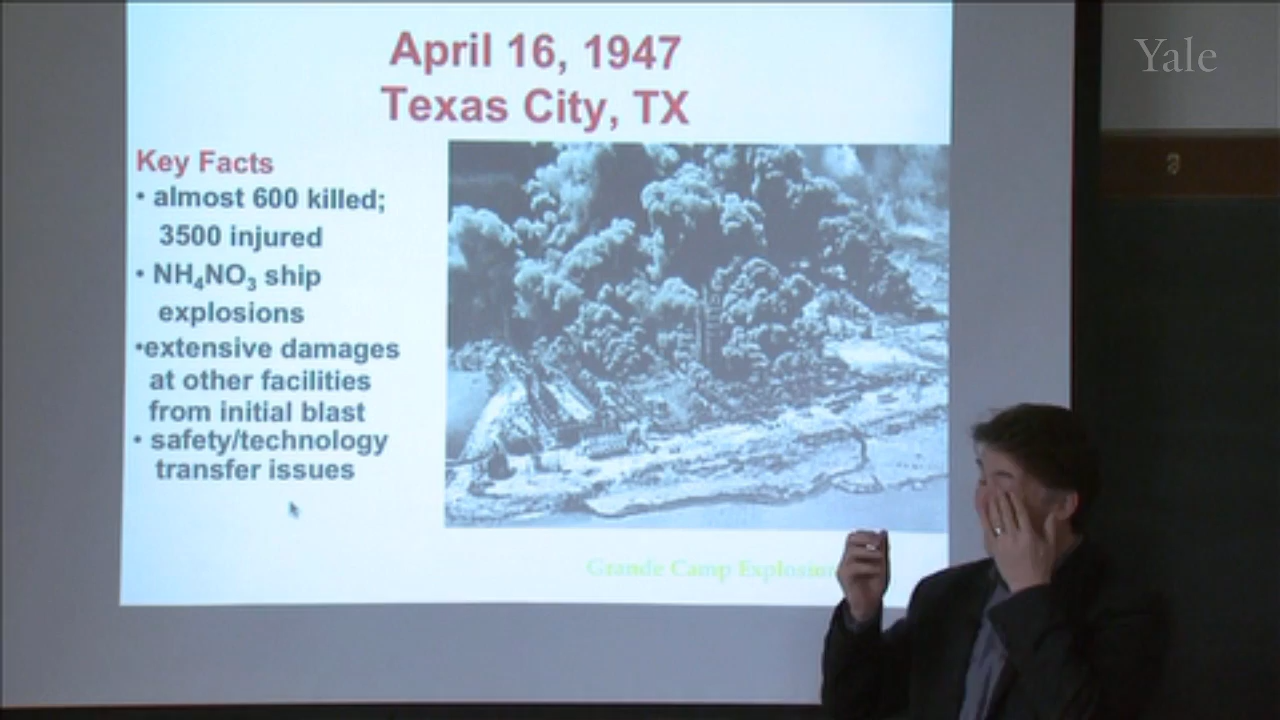 April 16, 1947
Texas City, TX
Yale
3
Key Facts
• almost 600 killed;
3500 injured
• NH₄NO₃ ship
explosions
•extensive damages
at other facilities
from initial blast
• safety/technology
transfer issues
Grande Camp Explosion